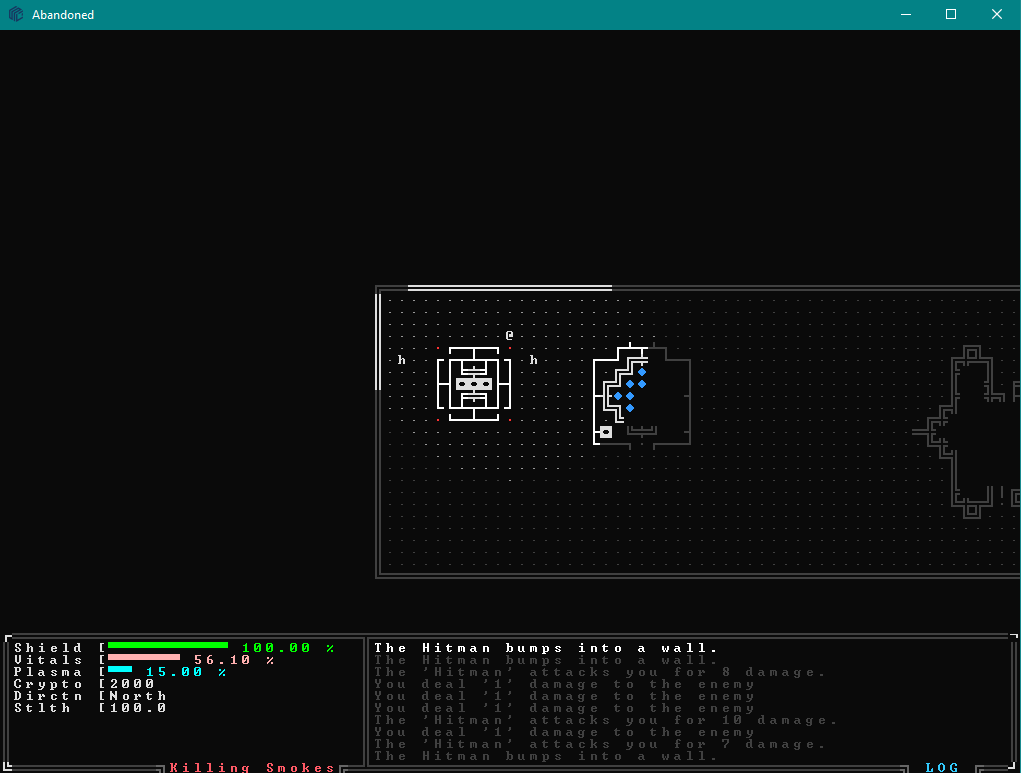 Abandoned
@
h h
Shield [ 100.00 %
Vitals [ 56.10 %
Plasma [ 15.00 %
Crypto [2000
Dirctn [North
Stlth [100.0
Killing Smokes
The Hitman bumps into a wall.
The Hitman bumps into a wall.
The 'Hitman' attacks you for 8 damage.
You deal '1' damage to the enemy
You deal '1' damage to the enemy
You deal '1' damage to the enemy
The 'Hitman' attacks you for 10 damage.
You deal '1' damage to the enemy
The 'Hitman' attacks you for 7 damage.
The Hitman bumps into a wall.
LOG